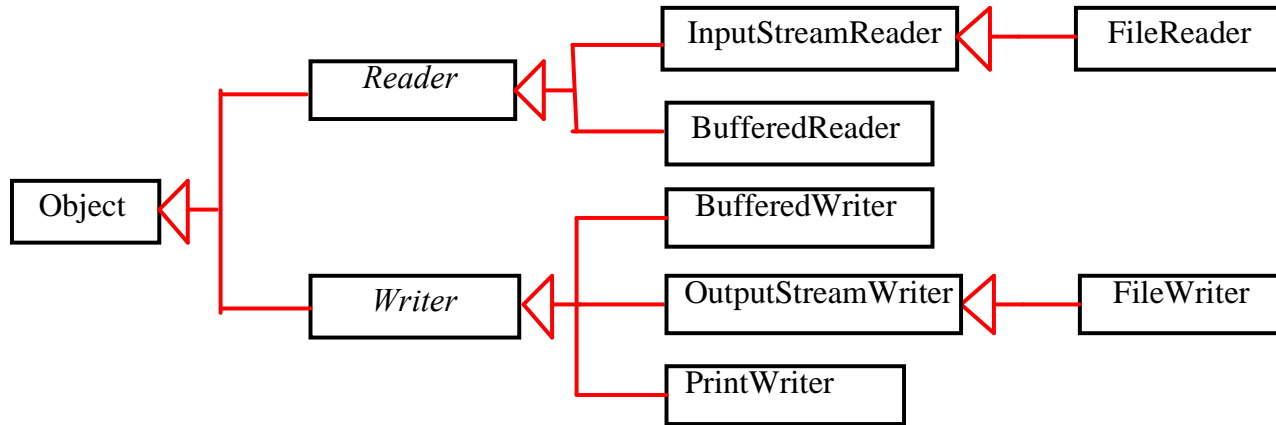 InputStreamReader
FileReader
Reader
BufferedReader
Object
BufferedWriter
Writer
OutputStreamWriter
FileWriter
PrintWriter